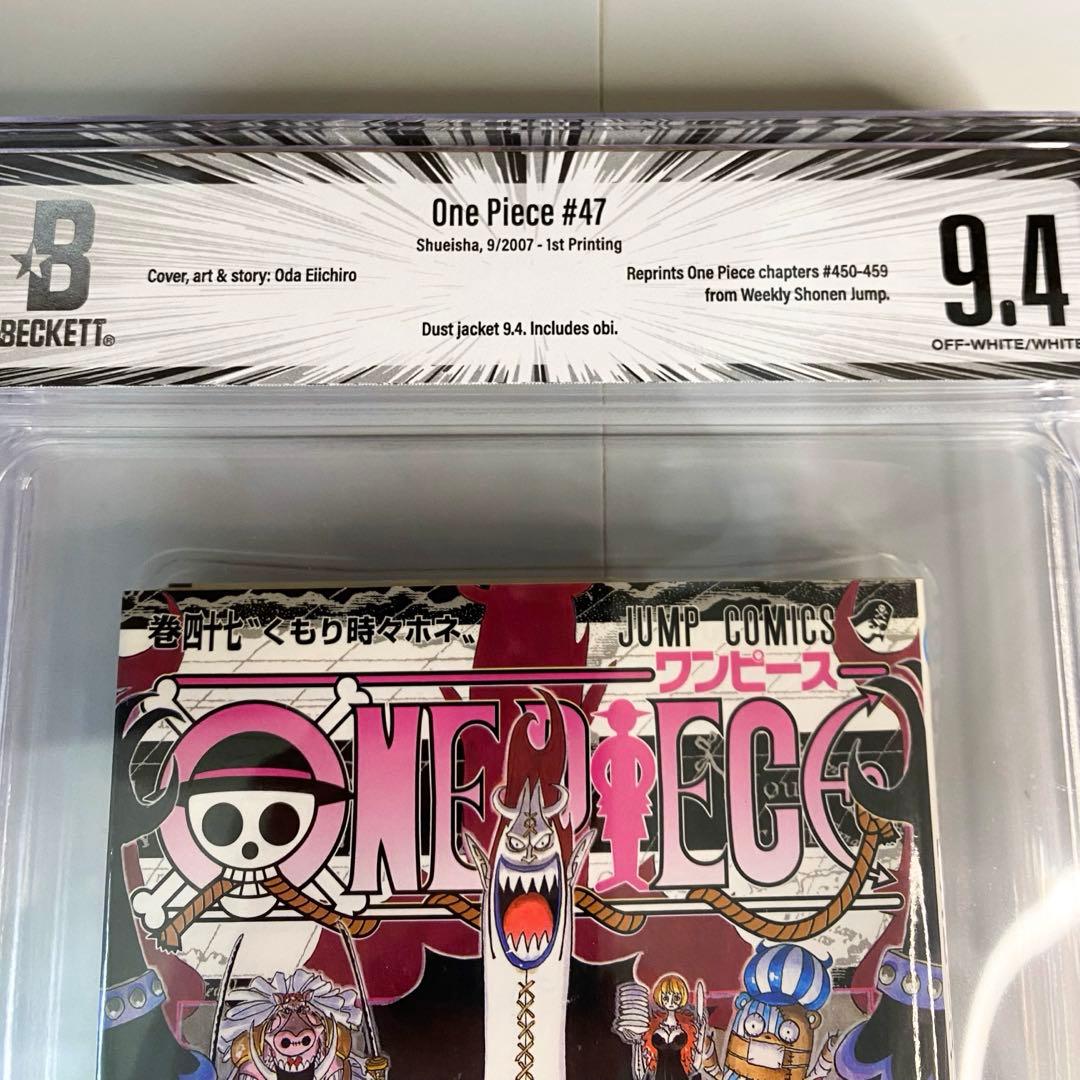 One Piece #47
Shueisha, 9/2007 - 1st Printing
Cover, art & story: Oda Eiichiro
Reprints One Piece chapters #450-459
from Weekly Shonen Jump.
Dust jacket 9.4. Includes obi.
B
BECKETT®
9.4
OFF-WHITE/WHITE
巻四十七〝くもり時々ホネ〟
JUMP COMICS
ワンピース
ONE PIECE